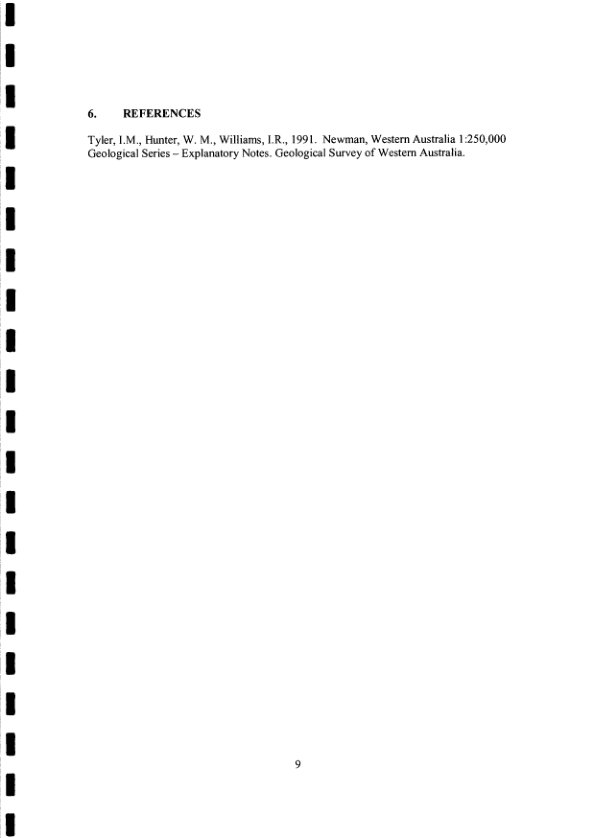 6. REFERENCES
Tyler, I.M., Hunter, W. M., Williams, I.R., 1991. Newman, Western Australia 1:250,000
Geological Series – Explanatory Notes. Geological Survey of Western Australia.
9